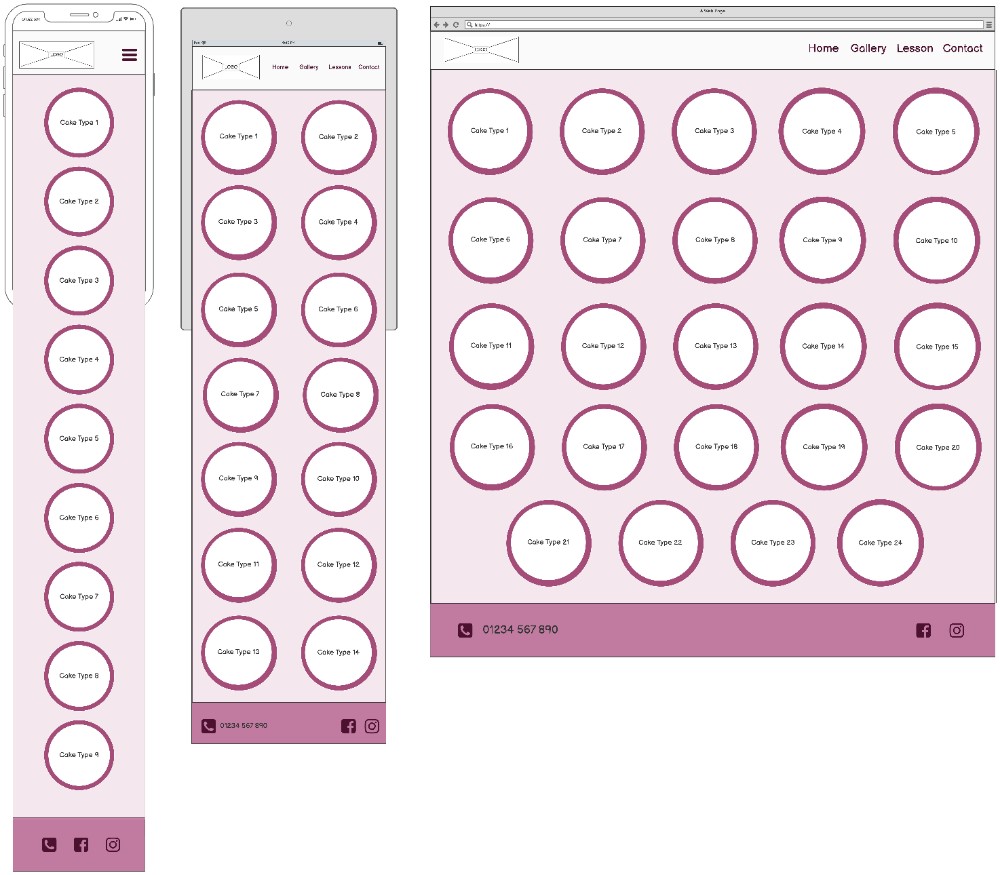 LOGO
Cake Type 1
Cake Type 2
Cake Type 3
Cake Type 4
Cake Type 5
Cake Type 6
Cake Type 7
Cake Type 8
Cake Type 9
LOGO
Home Gallery Lessons Contact
Cake Type 1 Cake Type 2
Cake Type 3 Cake Type 4
Cake Type 5 Cake Type 6
Cake Type 7 Cake Type 8
Cake Type 9 Cake Type 10
Cake Type 11 Cake Type 12
Cake Type 13 Cake Type 14
01234 567 890
A Web Page
https://
LOGO
Home Gallery Lesson Contact
Cake Type 1 Cake Type 2 Cake Type 3 Cake Type 4 Cake Type 5
Cake Type 6 Cake Type 7 Cake Type 8 Cake Type 9 Cake Type 10
Cake Type 11 Cake Type 12 Cake Type 13 Cake Type 14 Cake Type 15
Cake Type 16 Cake Type 17 Cake Type 18 Cake Type 19 Cake Type 20
Cake Type 21 Cake Type 22 Cake Type 23 Cake Type 24
01234 567 890